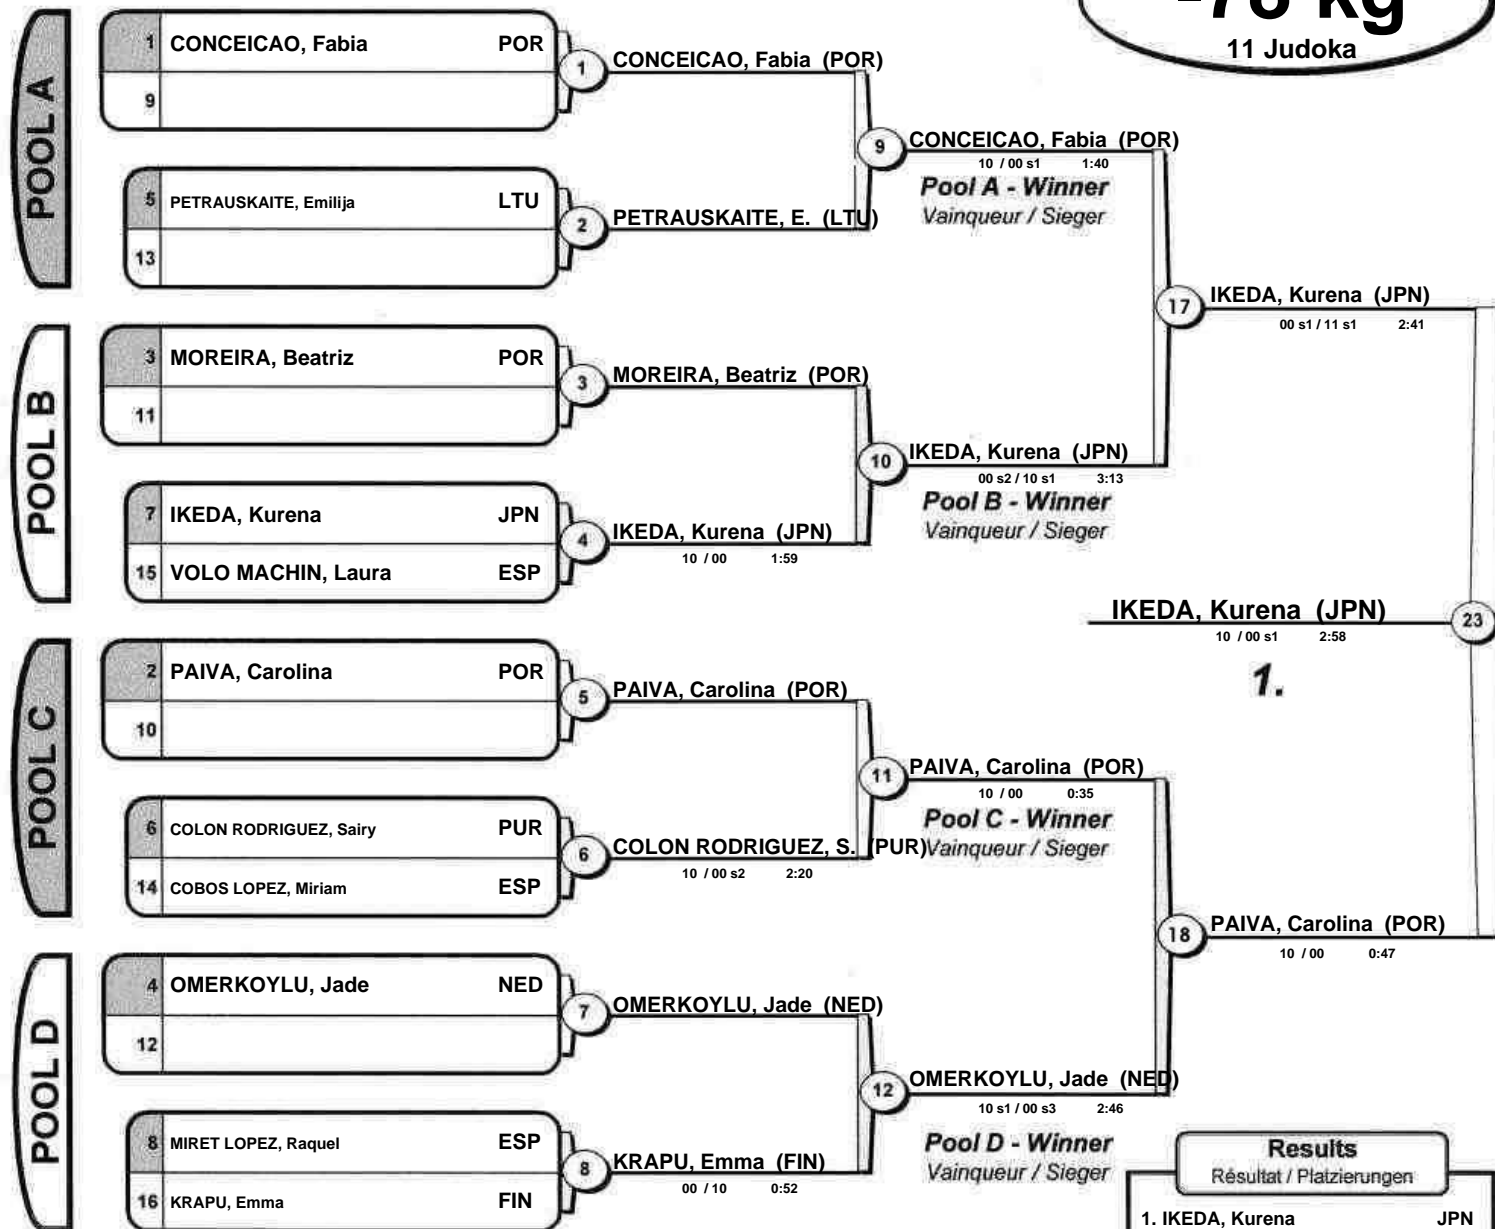 -78 kg
11 Judoka
POOL A
1 CONCEICAO, Fabia POR
9
5 PETRAUSKAITE, Emilija LTU
13
1 CONCEICAO, Fabia (POR)
2 PETRAUSKAITE, E. (LTU)
9 CONCEICAO, Fabia (POR)
10 / 00 s1 1:40
Pool A - Winner
Vainqueur / Sieger
POOL B
3 MOREIRA, Beatriz POR
11
7 IKEDA, Kurena JPN
15 VOLO MACHIN, Laura ESP
3 MOREIRA, Beatriz (POR)
4 IKEDA, Kurena (JPN)
10 / 00 1:59
10 IKEDA, Kurena (JPN)
00 s2 / 10 s1 3:13
Pool B - Winner
Vainqueur / Sieger
17 IKEDA, Kurena (JPN)
00 s1 / 11 s1 2:41
IKEDA, Kurena (JPN) 23
10 / 00 s1 2:58
1.
POOL C
2 PAIVA, Carolina POR
10
6 COLON RODRIGUEZ, Sairy PUR
14 COBOS LOPEZ, Miriam ESP
5 PAIVA, Carolina (POR)
6 COLON RODRIGUEZ, S. (PUR)
10 / 00 s2 2:20
11 PAIVA, Carolina (POR)
10 / 00 0:35
Pool C - Winner
Vainqueur / Sieger
POOL D
4 OMERKOYLU, Jade NED
12
8 MIRET LOPEZ, Raquel ESP
16 KRAPU, Emma FIN
7 OMERKOYLU, Jade (NED)
8 KRAPU, Emma (FIN)
00 / 10 0:52
12 OMERKOYLU, Jade (NED)
10 s1 / 00 s3 2:46
Pool D - Winner
Vainqueur / Sieger
18 PAIVA, Carolina (POR)
10 / 00 0:47
Results
Résultat / Platzierungen
1. IKEDA, Kurena JPN